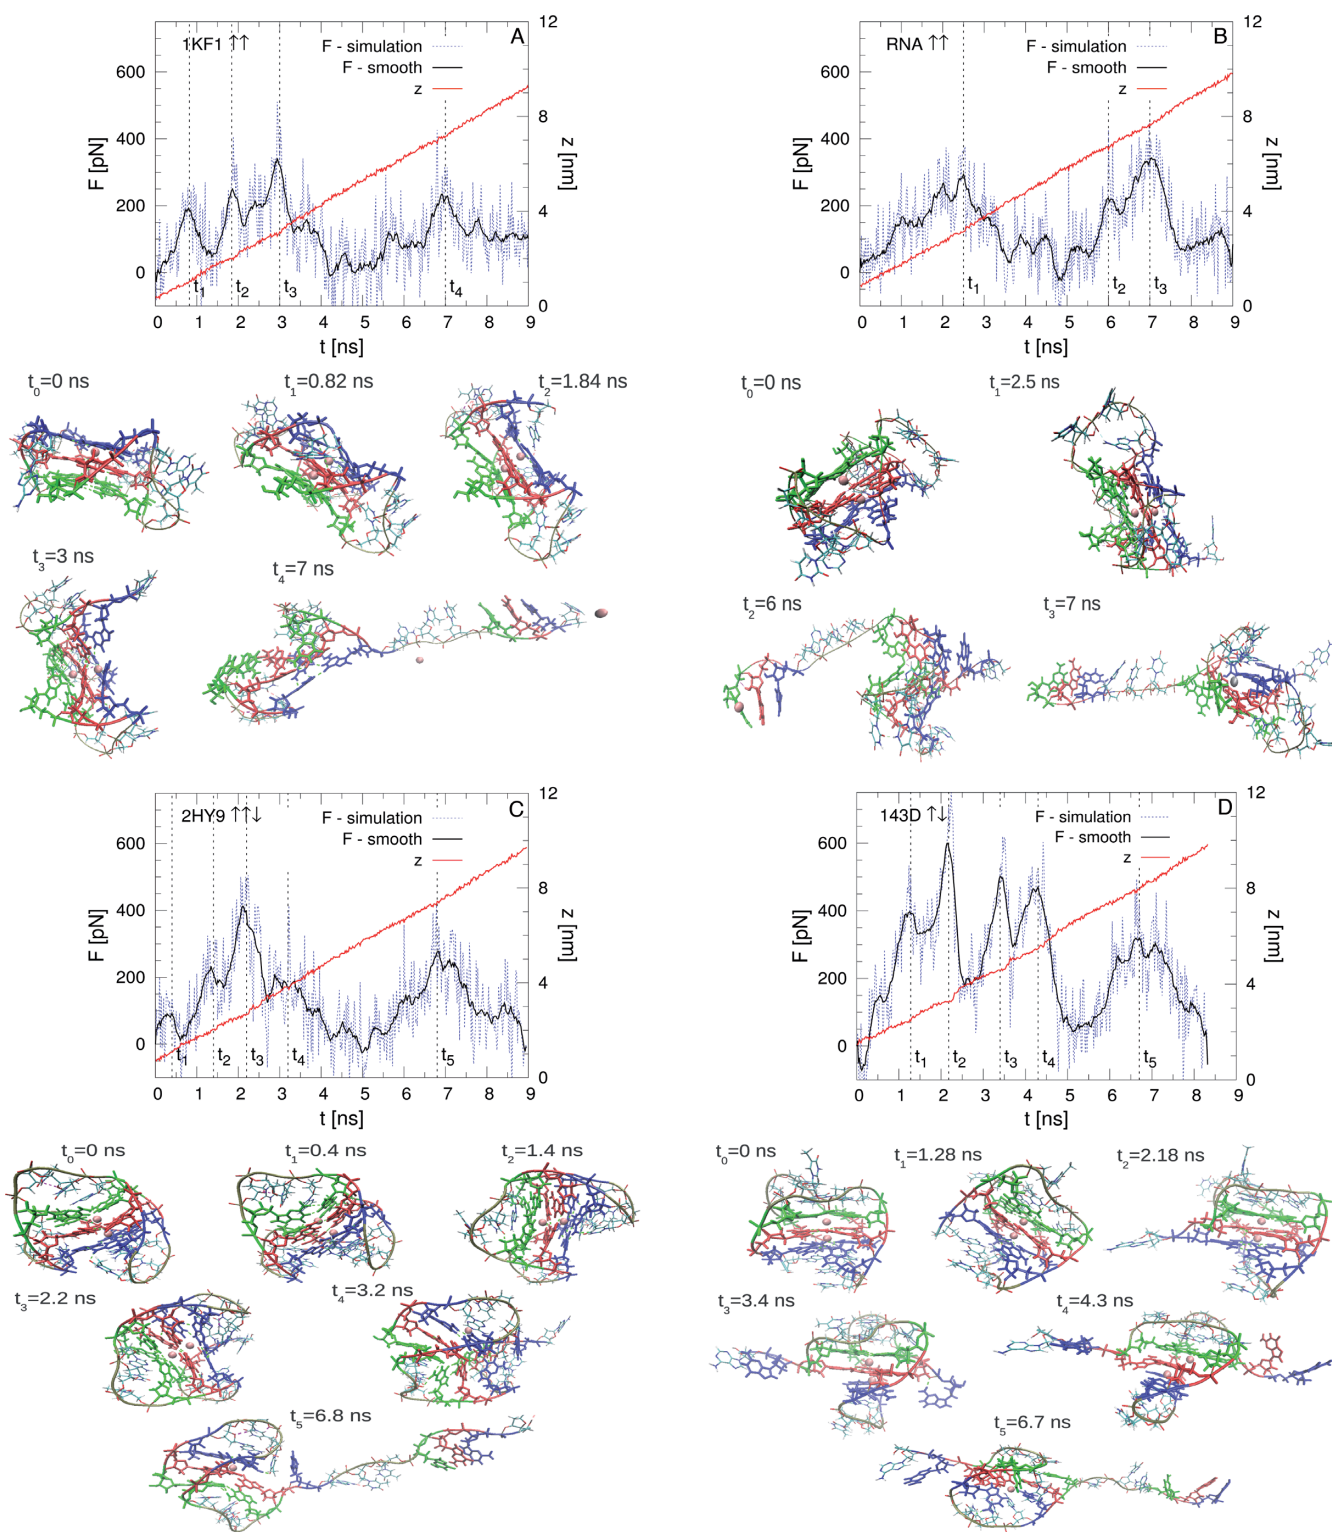 1KF1 ↑↑
A
F - simulation
F - smooth
z
600
400
200
0
F [pN]
12
8
4
0
z [nm]
t1 t2 t3 t4
0 1 2 3 4 5 6 7 8 9
t [ns]
RNA ↑↑
B
F - simulation
F - smooth
z
600
400
200
0
F [pN]
12
8
4
0
z [nm]
t1 t2 t3
0 1 2 3 4 5 6 7 8 9
t [ns]
t0=0 ns
t1=0.82 ns
t2=1.84 ns
t3=3 ns
t4=7 ns
t0=0 ns
t1=2.5 ns
t2=6 ns
t3=7 ns
2HY9 ↑↑↓
C
F - simulation
F - smooth
z
600
400
200
0
F [pN]
12
8
4
0
z [nm]
t1 t2 t3 t4 t5
0 1 2 3 4 5 6 7 8 9
t [ns]
143D ↑↓
D
F - simulation
F - smooth
z
600
400
200
0
F [pN]
12
8
4
0
z [nm]
t1 t2 t3 t4 t5
0 1 2 3 4 5 6 7 8 9
t [ns]
t0=0 ns
t1=0.4 ns
t2=1.4 ns
t3=2.2 ns
t4=3.2 ns
t5=6.8 ns
t0=0 ns
t1=1.28 ns
t2=2.18 ns
t3=3.4 ns
t4=4.3 ns
t5=6.7 ns